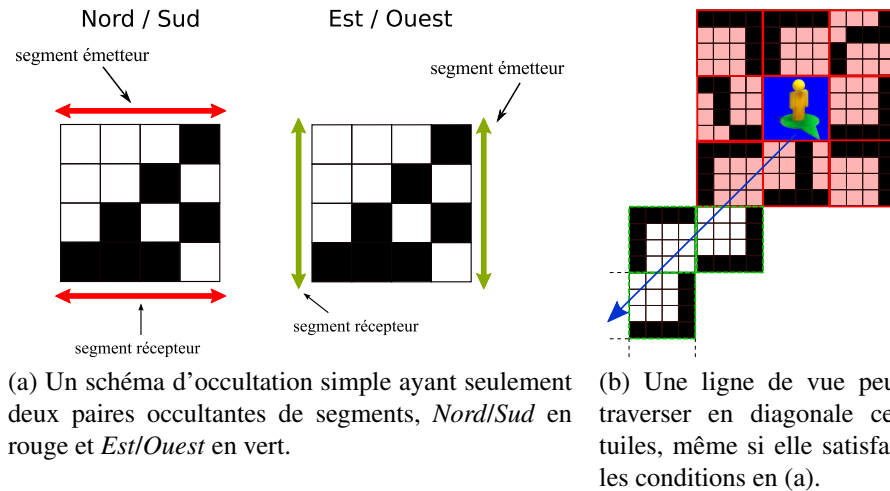 Nord / Sud
Est / Ouest
segment émetteur
segment émetteur
segment récepteur
segment récepteur
(a) Un schéma d'occultation simple ayant seulement
deux paires occultantes de segments, Nord/Sud en
rouge et Est/Ouest en vert.
(b) Une ligne de vue peu
traverser en diagonale ce
tuiles, même si elle satisfa
les conditions en (a).